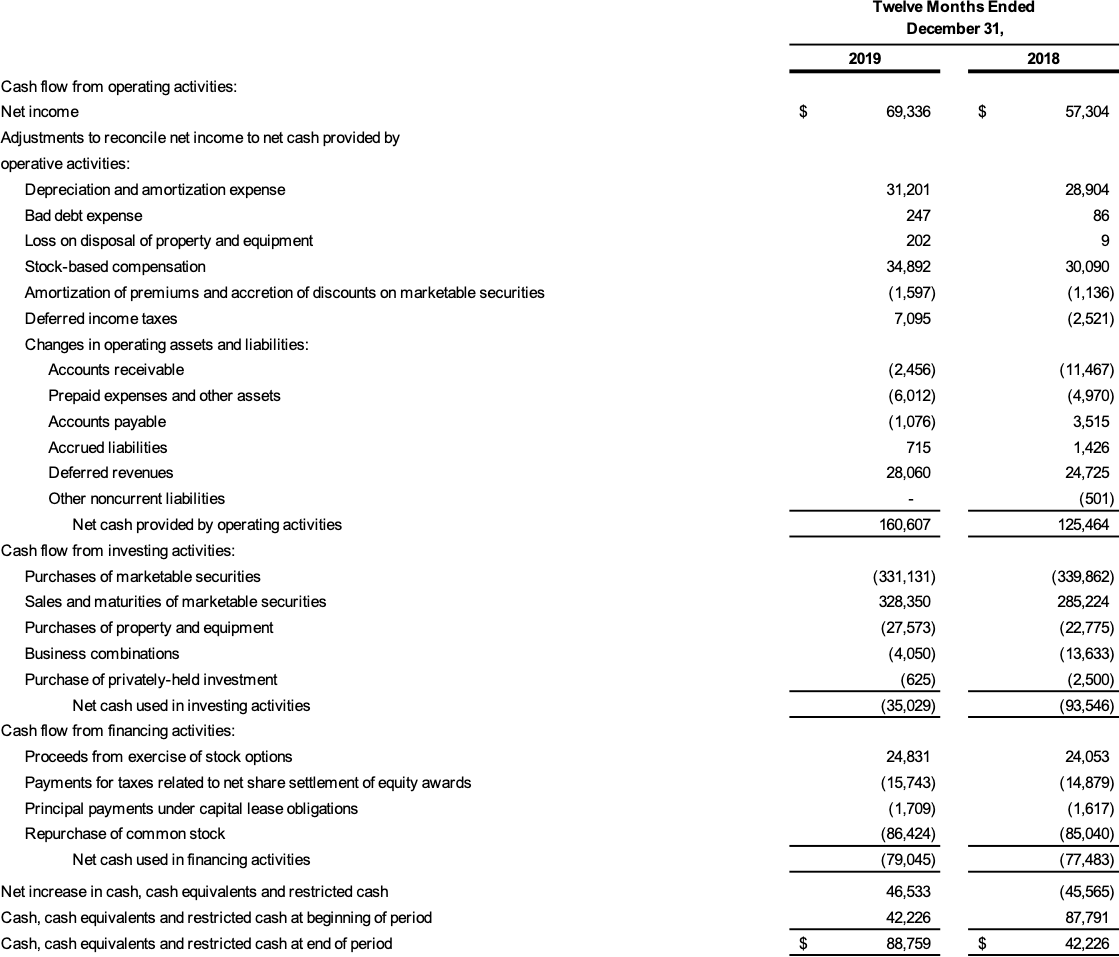 Twelve Months Ended
December 31,
2019 2018
Cash flow from operating activities:
Net income $ 69,336 $ 57,304
Adjustments to reconcile net income to net cash provided by
operative activities:
Depreciation and amortization expense 31,201 28,904
Bad debt expense 247 86
Loss on disposal of property and equipment 202 9
Stock-based compensation 34,892 30,090
Amortization of premiums and accretion of discounts on marketable securities (1,597) (1,136)
Deferred income taxes 7,095 (2,521)
Changes in operating assets and liabilities:
Accounts receivable (2,456) (11,467)
Prepaid expenses and other assets (6,012) (4,970)
Accounts payable (1,076) 3,515
Accrued liabilities 715 1,426
Deferred revenues 28,060 24,725
Other noncurrent liabilities - (501)
Net cash provided by operating activities 160,607 125,464
Cash flow from investing activities:
Purchases of marketable securities (331,131) (339,862)
Sales and maturities of marketable securities 328,350 285,224
Purchases of property and equipment (27,573) (22,775)
Business combinations (4,050) (13,633)
Purchase of privately-held investment (625) (2,500)
Net cash used in investing activities (35,029) (93,546)
Cash flow from financing activities:
Proceeds from exercise of stock options 24,831 24,053
Payments for taxes related to net share settlement of equity awards (15,743) (14,879)
Principal payments under capital lease obligations (1,709) (1,617)
Repurchase of common stock (86,424) (85,040)
Net cash used in financing activities (79,045) (77,483)
Net increase in cash, cash equivalents and restricted cash 46,533 (45,565)
Cash, cash equivalents and restricted cash at beginning of period 42,226 87,791
Cash, cash equivalents and restricted cash at end of period $ 88,759 $ 42,226